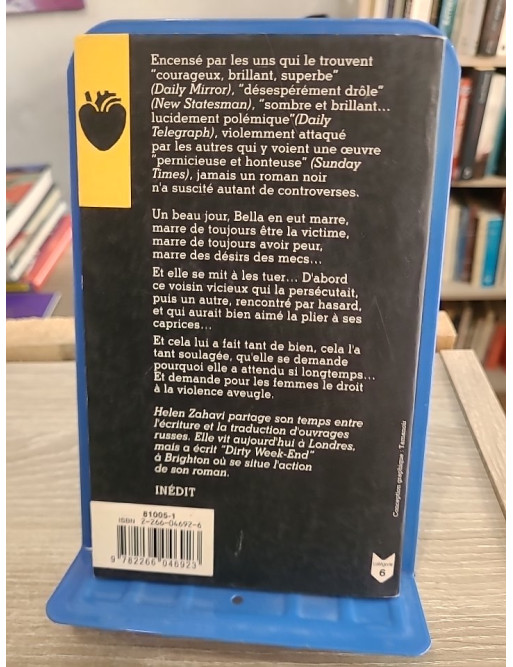 Encensé par les uns qui le trouvent
"courageux, brillant, superbe"
(Daily Mirror), "désespérément drôle"
(New Statesman), "sombre et brillant...
lucidement polémique"(Daily
Telegraph), violemment attaqué
par les autres qui y voient une œuvre
"pernicieuse et honteuse" (Sunday
Times), jamais un roman noir
n'a suscité autant de controverses.
Un beau jour, Bella en eut marre,
marre de toujours être la victime,
marre de toujours avoir peur,
marre des désirs des mecs...
Et elle se mit à les tuer... D'abord
ce voisin vicieux qui la persécutait,
puis un autre, rencontré par hasard,
et qui aurait bien aimé la plier à ses
caprices...
Et cela lui a fait tant de bien, cela l'a
tant soulagée, qu'elle se demande
pourquoi elle a attendu si longtemps...
Et demande pour les femmes le droit
à la violence aveugle.
Helen Zahavi partage son temps entre
l'écriture et la traduction d'ouvrages
russes. Elle vit aujourd'hui à Londres,
mais a écrit "Dirty Week-End"
à Brighton où se situe l'action
de son roman.
INÉDIT
81005-1
ISBN 2-266-04692-6
9 782266 046923
Conception graphique :
catégorie
6